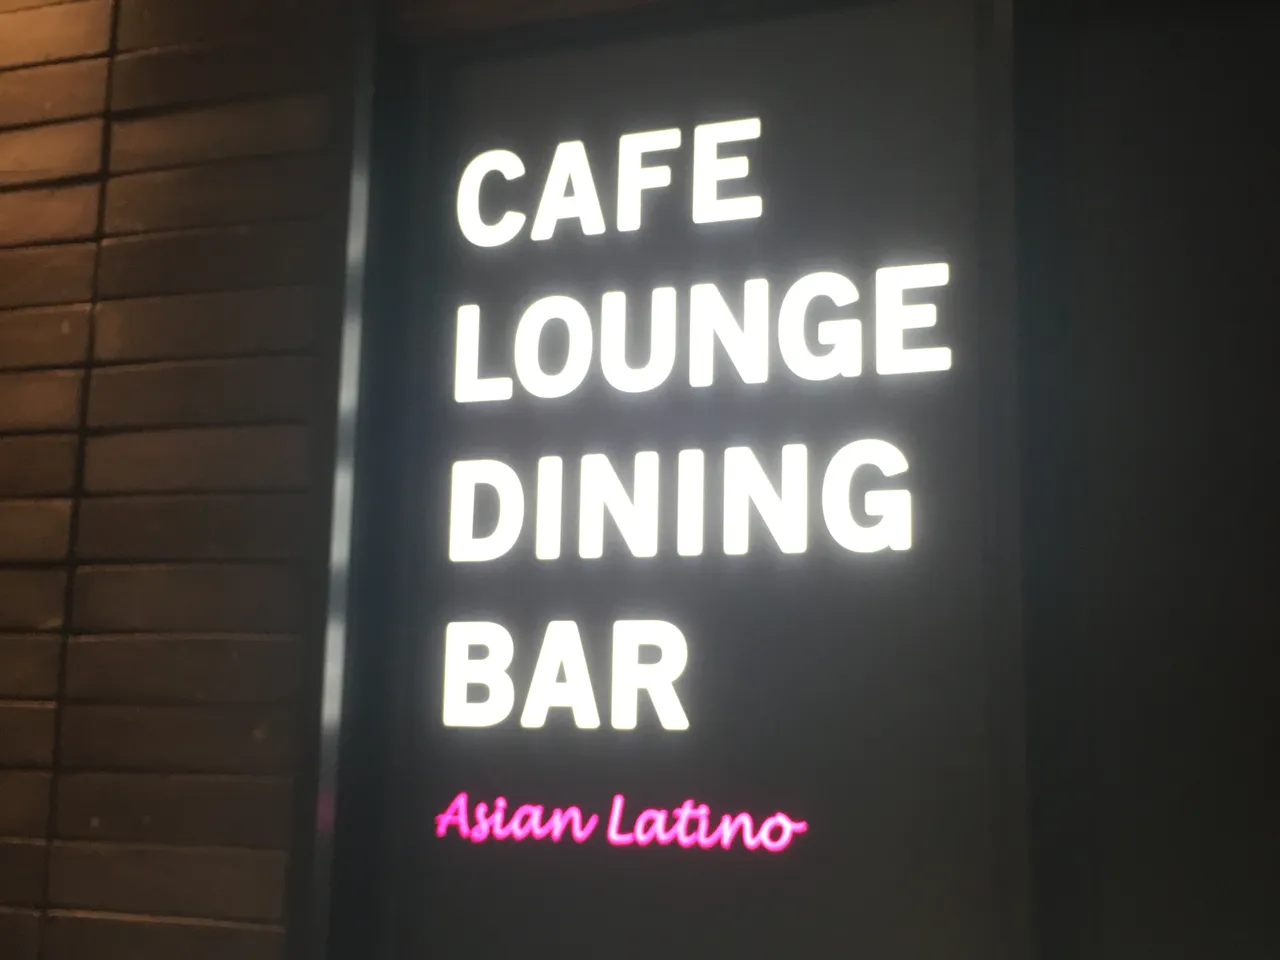 CAFE
LOUNGE
DINING
BAR
Asian Latino